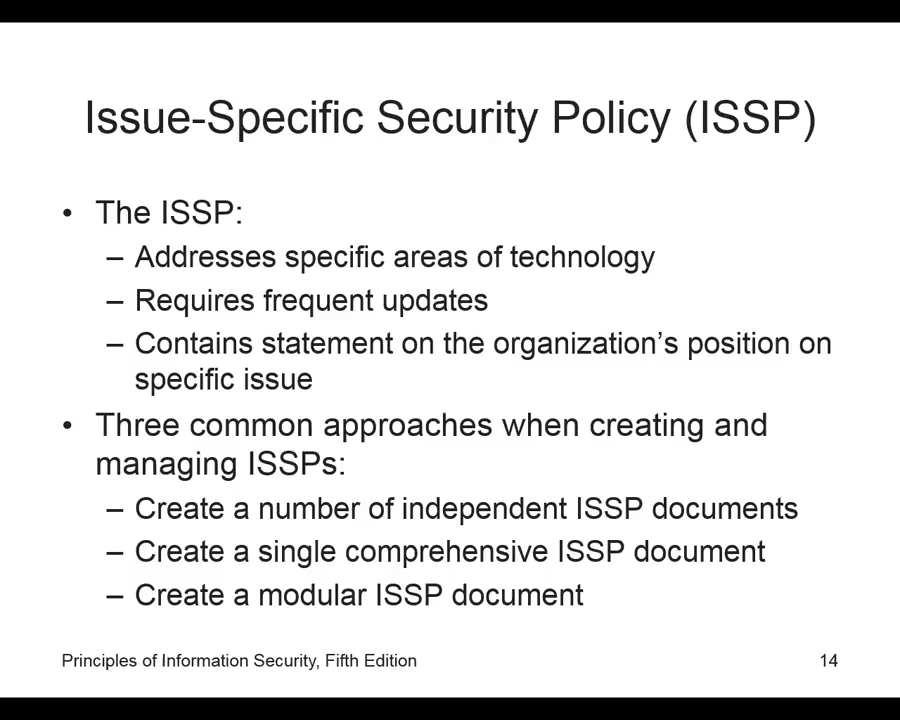 Issue-Specific Security Policy (ISSP)
• The ISSP:
– Addresses specific areas of technology
– Requires frequent updates
– Contains statement on the organization’s position on
specific issue
• Three common approaches when creating and
managing ISSPs:
– Create a number of independent ISSP documents
– Create a single comprehensive ISSP document
– Create a modular ISSP document
Principles of Information Security, Fifth Edition 14